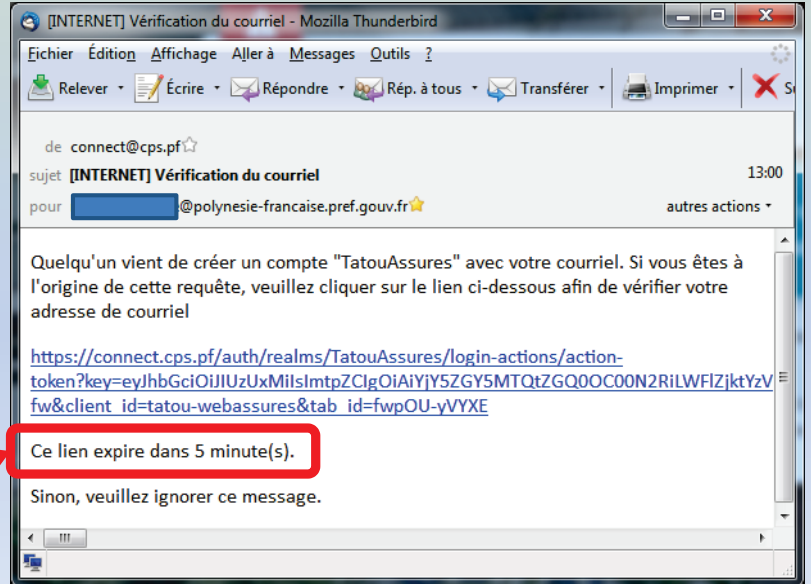 [INTERNET] Vérification du courriel - Mozilla Thunderbird
Fichier Édition Affichage Aller à Messages Outils ?
Relever Écrire Répondre Rép. à tous Transférer Imprimer
de connect@cps.pf
sujet [INTERNET] Vérification du courriel 13:00
pour @polynesie-francaise.pref.gouv.fr autres actions
Quelqu'un vient de créer un compte "TatouAssures" avec votre courriel. Si vous êtes à
l'origine de cette requête, veuillez cliquer sur le lien ci-dessous afin de vérifier votre
adresse de courriel
https://connect.cps.pf/auth/realms/TatouAssures/login-actions/action-
token?key=eyJhbGciOiJIUzUxMiIsImtpZCIgOiAiYjY5ZGY5MTQtZGQ0OC00N2RiLWFlZjktYzV
fw&client_id=tatou-webassures&tab_id=fwpOU-yVYXE
Ce lien expire dans 5 minute(s).
Sinon, veuillez ignorer ce message.